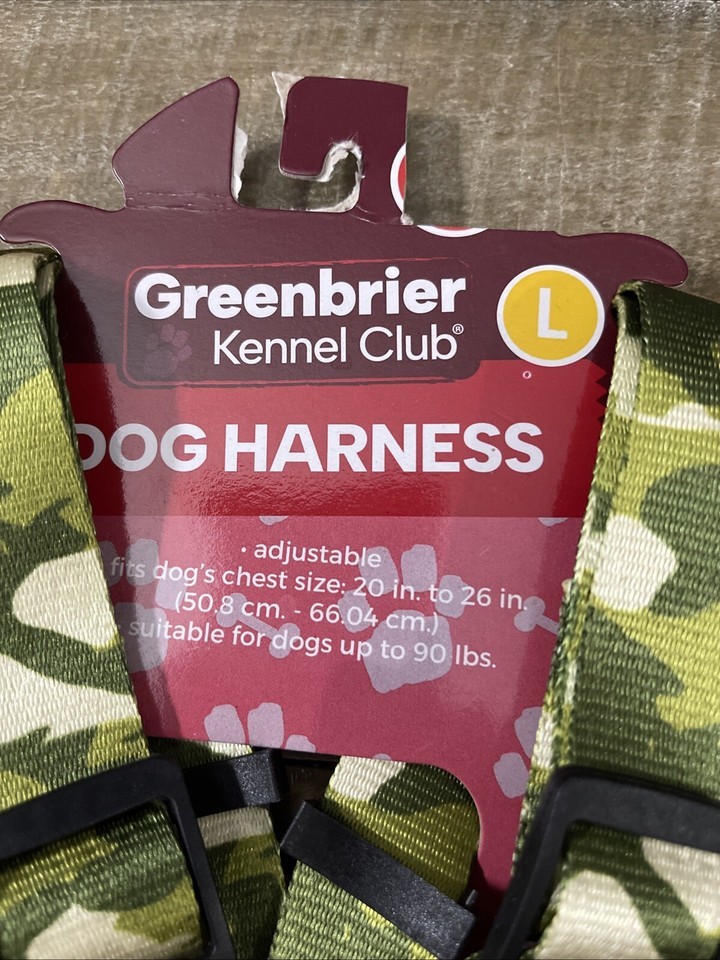 Greenbrier
Kennel Club®
L
DOG HARNESS
• adjustable
fits dog's chest size: 20 in. to 26 in.
(50.8 cm. - 66.04 cm.)
suitable for dogs up to 90 lbs.